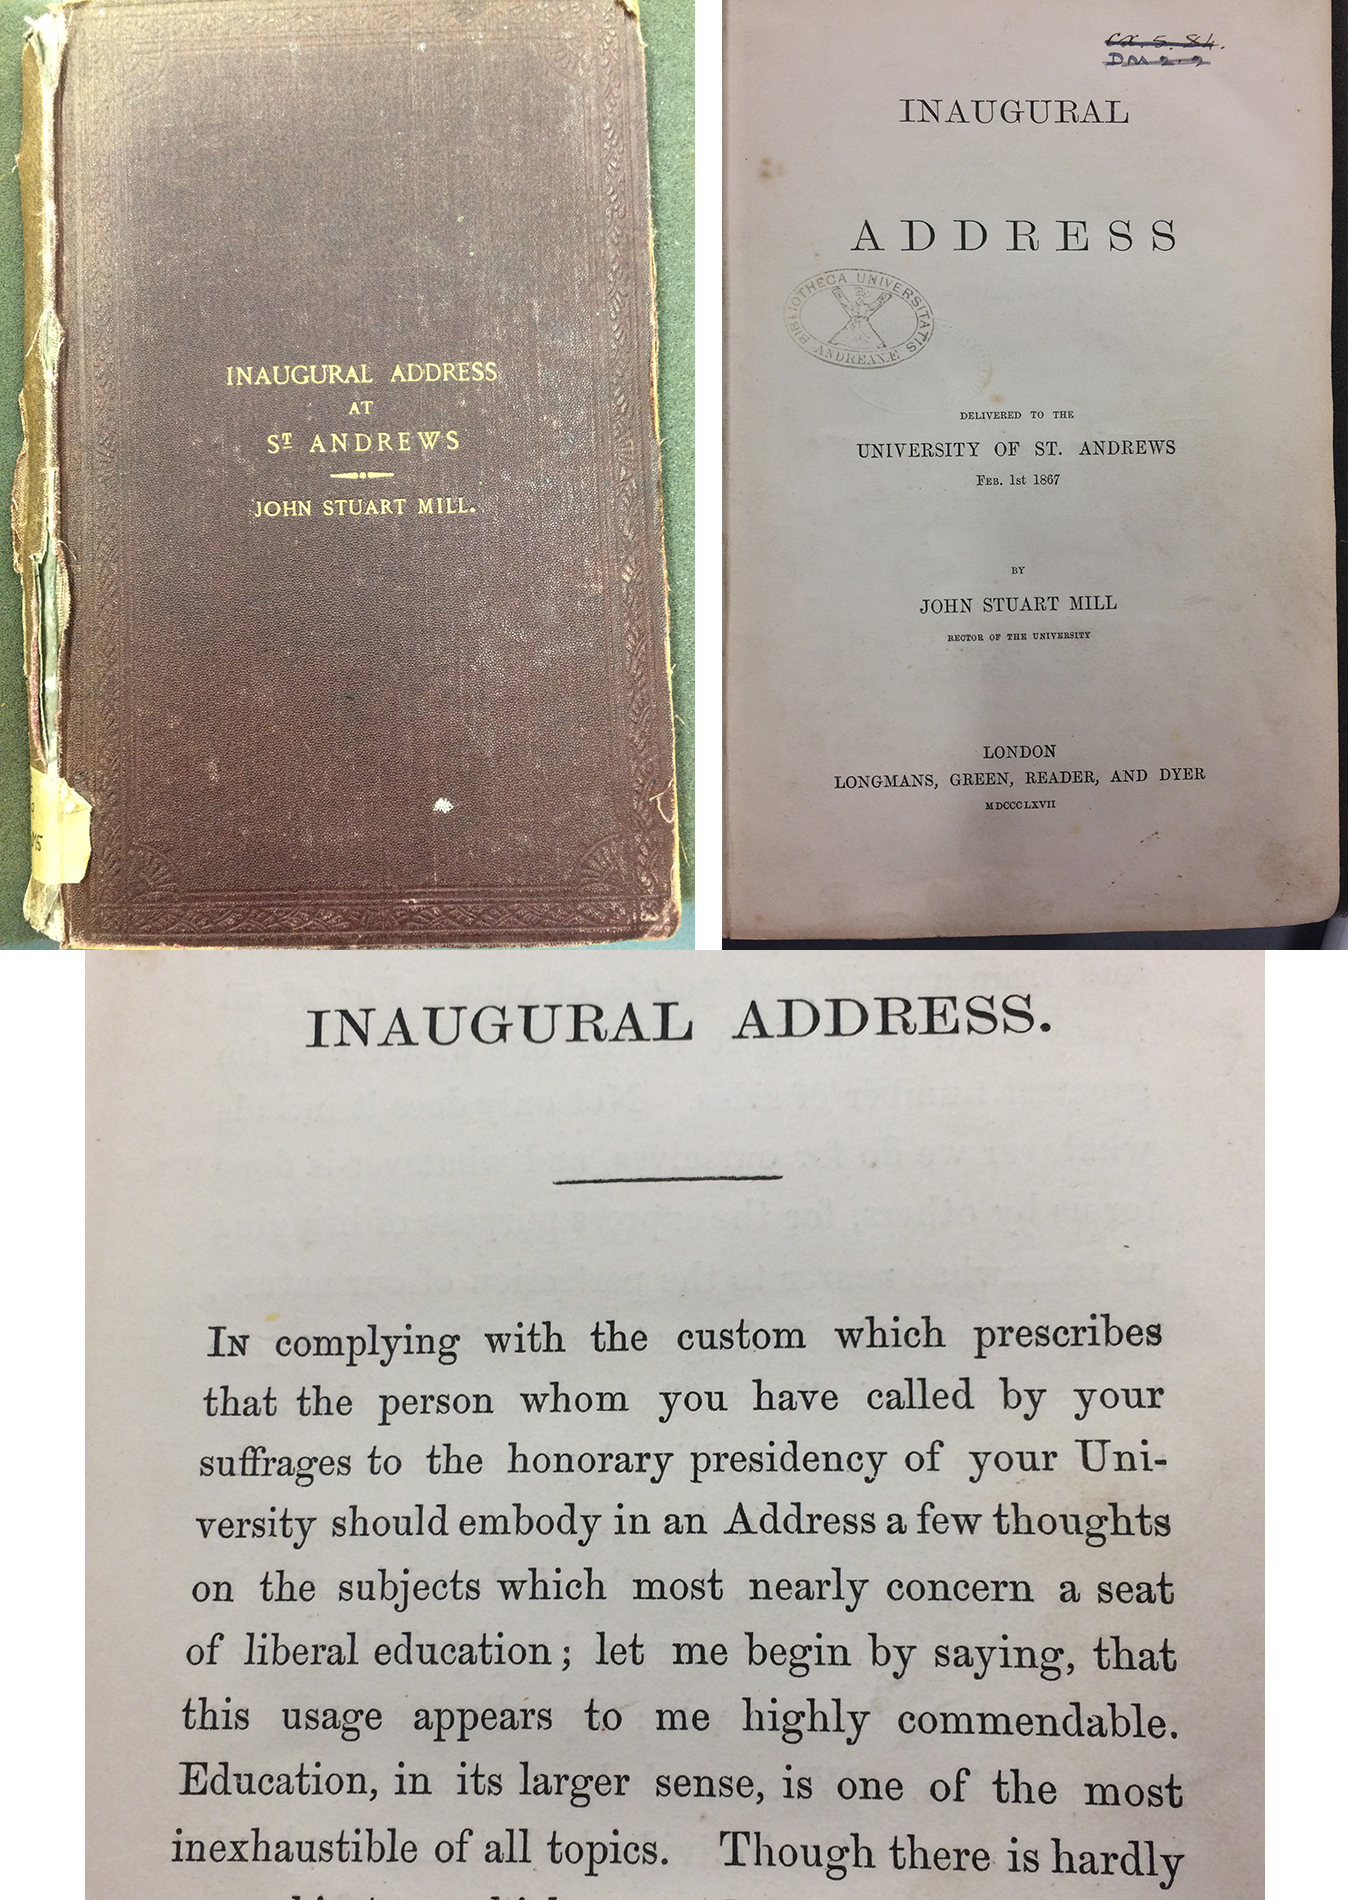 INAUGURAL ADDRESS
AT
ST ANDREWS
JOHN STUART MILL.
INAUGURAL
ADDRESS
BIBLIOTHECA UNIVERSITATIS
ANDREANÆ
DELIVERED TO THE
UNIVERSITY OF ST. ANDREWS
FEB. 1st 1867
BY
JOHN STUART MILL
RECTOR OF THE UNIVERSITY
LONDON
LONGMANS, GREEN, READER, AND DYER
MDCCCLXVII
INAUGURAL ADDRESS.
IN complying with the custom which prescribes
that the person whom you have called by your
suffrages to the honorary presidency of your Uni-
versity should embody in an Address a few thoughts
on the subjects which most nearly concern a seat
of liberal education; let me begin by saying, that
this usage appears to me highly commendable.
Education, in its larger sense, is one of the most
inexhaustible of all topics. Though there is hardly